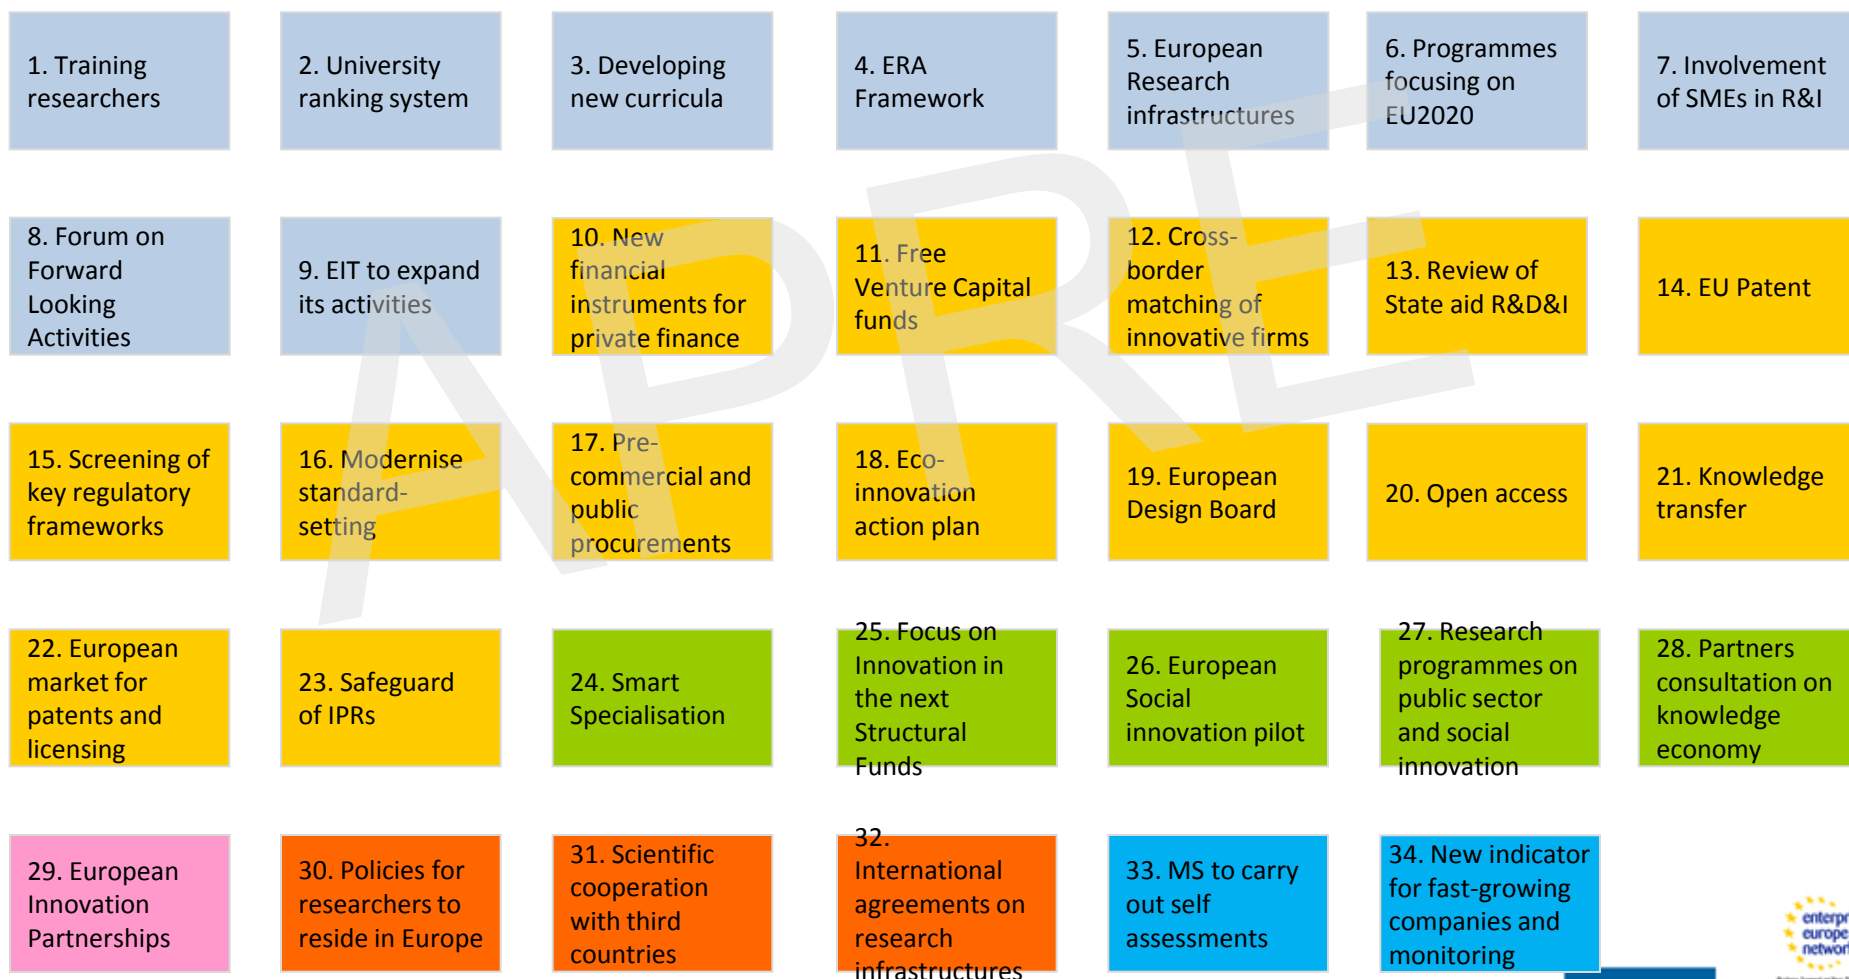 1. Training
researchers
2. University
ranking system
3. Developing
new curricula
4. ERA
Framework
5. European
Research
infrastructures
6. Programmes
focusing on
EU2020
7. Involvement
of SMEs in R&I
8. Forum on
Forward
Looking
Activities
9. EIT to expand
its activities
10. New
financial
instruments for
private finance
11. Free
Venture Capital
funds
12. Cross-
border
matching of
innovative firms
13. Review of
State aid R&D&I
14. EU Patent
15. Screening of
key regulatory
frameworks
16. Modernise
standard-
setting
17. Pre-
commercial and
public
procurements
18. Eco-
innovation
action plan
19. European
Design Board
20. Open access
21. Knowledge
transfer
22. European
market for
patents and
licensing
23. Safeguard
of IPRs
24. Smart
Specialisation
25. Focus on
Innovation in
the next
Structural
Funds
26. European
Social
innovation pilot
27. Research
programmes on
public sector
and social
innovation
28. Partners
consultation on
knowledge
economy
29. European
Innovation
Partnerships
30. Policies for
researchers to
reside in Europe
31. Scientific
cooperation
with third
countries
32.
International
agreements on
research
infrastructures
33. MS to carry
out self
assessments
34. New indicator
for fast-growing
companies and
monitoring
APRE
enterpr
europe
network